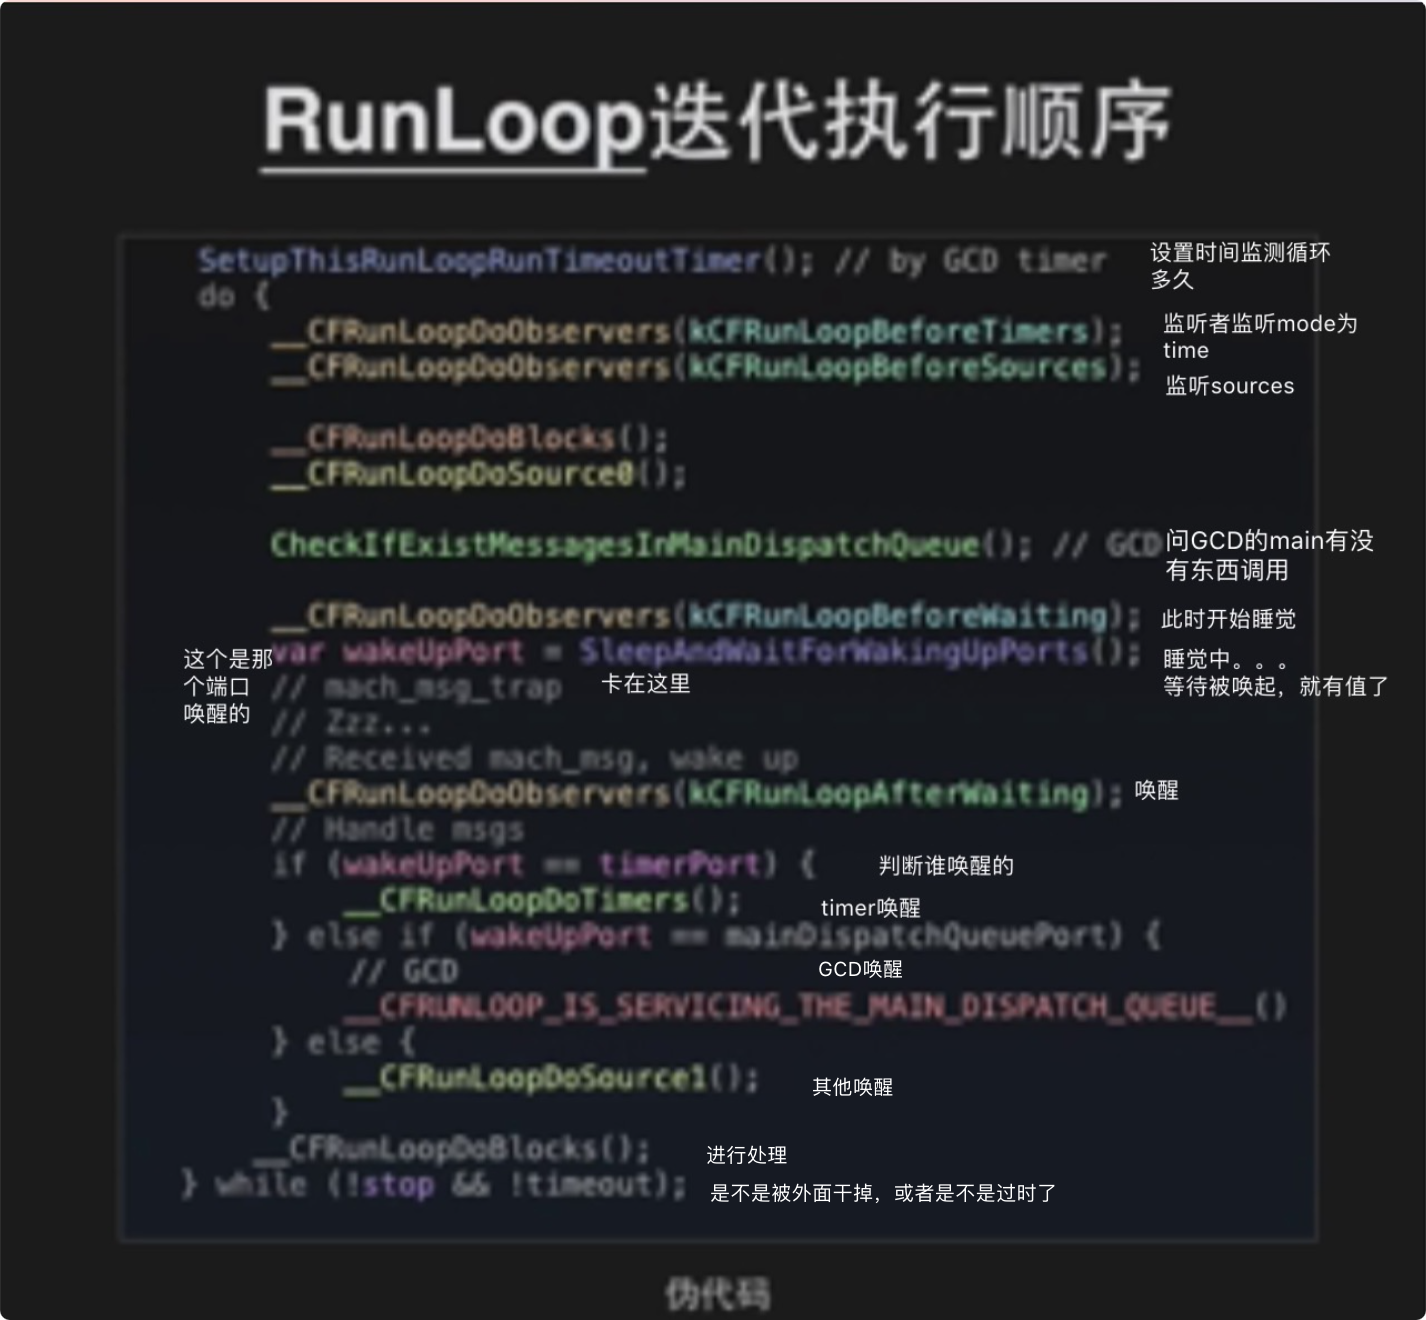 RunLoop迭代执行顺序
SetupThisRunLoopRunTimeoutTimer(); // by GCD timer
设置时间监测循环
多久
do {
__CFRunLoopDoObservers(kCFRunLoopBeforeTimers);
监听者监听mode为
time
__CFRunLoopDoObservers(kCFRunLoopBeforeSources);
监听sources
__CFRunLoopDoBlocks();
__CFRunLoopDoSource0();
CheckIfExistMessagesInMainDispatchQueue(); // GCD
问GCD的main有没
有东西调用
__CFRunLoopDoObservers(kCFRunLoopBeforeWaiting);
此时开始睡觉
这个是那
个端口
唤醒的
var wakeUpPort = SleepAndWaitForWakingUpPorts();
睡觉中。。。
等待被唤起，就有值了
// mach_msg_trap
卡在这里
// Zzz...
// Received mach_msg, wake up
__CFRunLoopDoObservers(kCFRunLoopAfterWaiting);
唤醒
// Handle msgs
if (wakeUpPort == timerPort) {
判断谁唤醒的
__CFRunLoopDoTimers();
timer唤醒
} else if (wakeUpPort == mainDispatchQueuePort) {
// GCD
GCD唤醒
__CFRUNLOOP_IS_SERVICING_THE_MAIN_DISPATCH_QUEUE__()
} else {
__CFRunLoopDoSource1();
其他唤醒
}
__CFRunLoopDoBlocks();
进行处理
} while (!stop && !timeout);
是不是被外面干掉，或者是不是过时了
伪代码